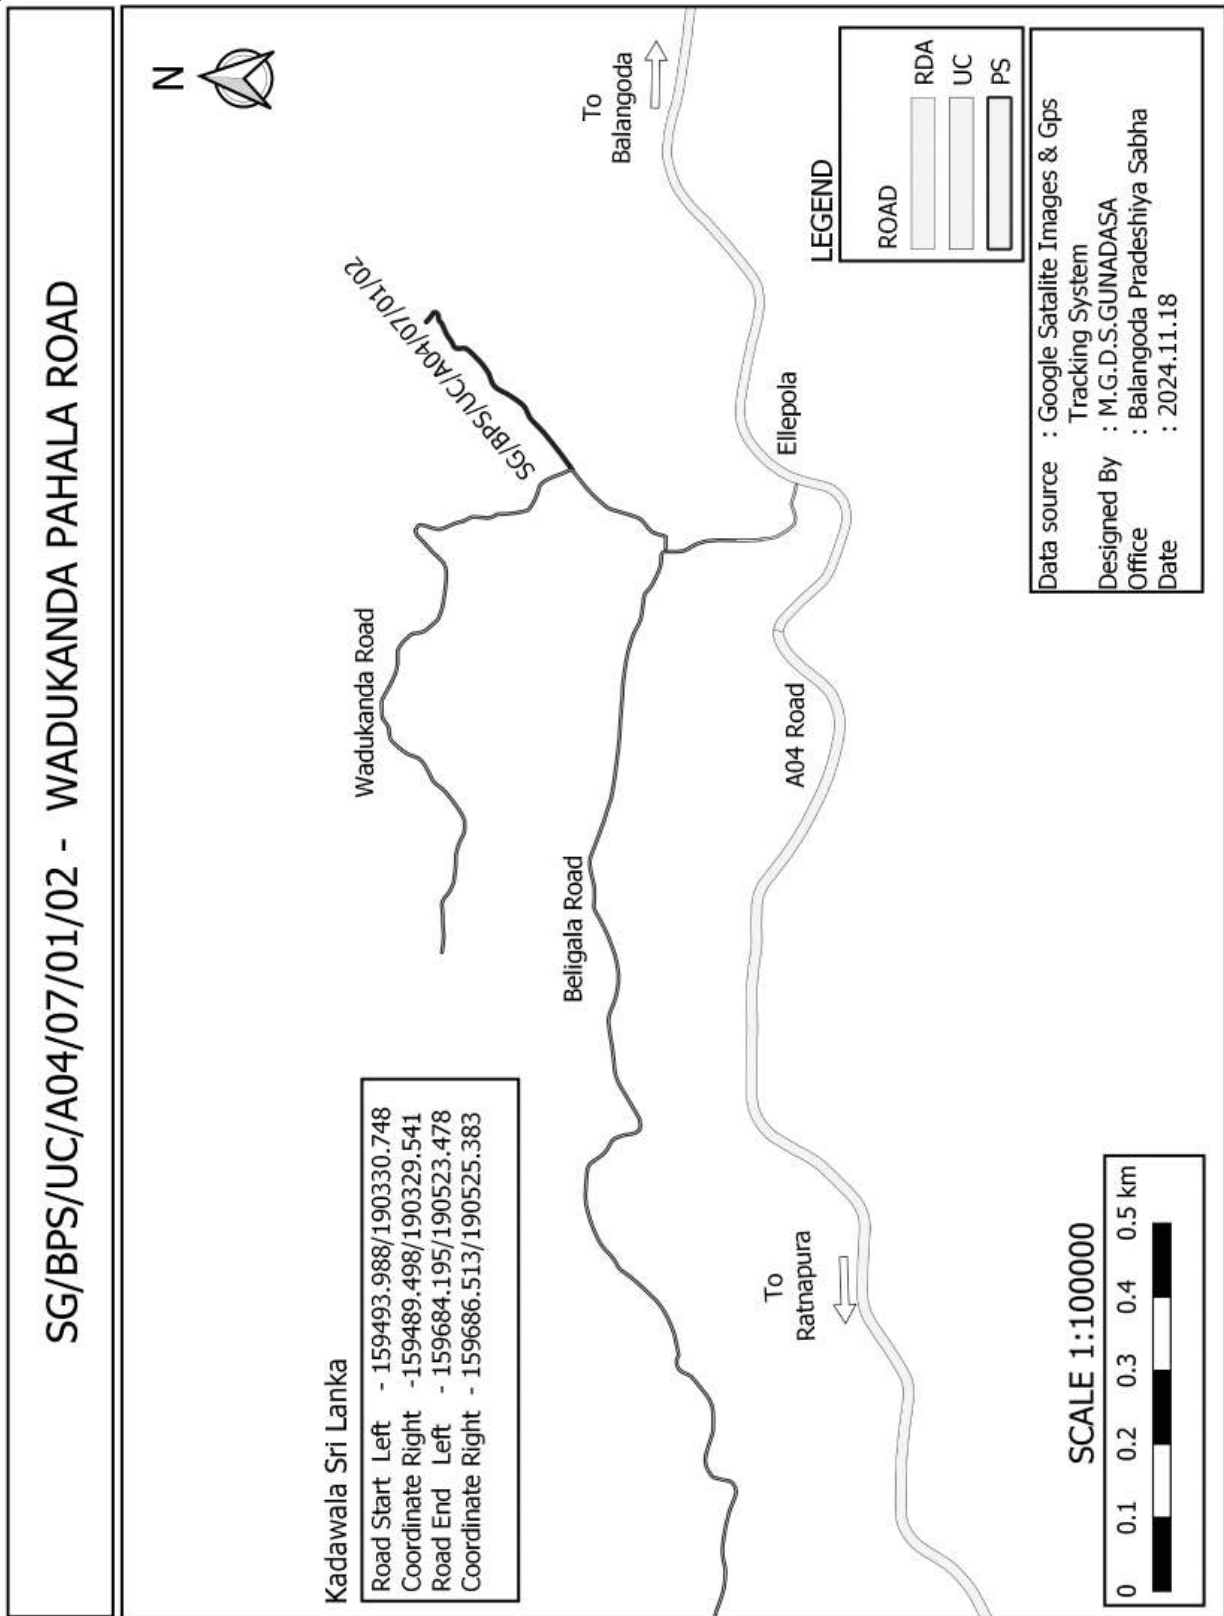 SG/BPS/UC/A04/07/01/02 - WADUKANDA PAHALA ROAD
N
To
Balangoda
SG/BPS/UC/A04/07/01/02
Wadukanda Road
Ellepola
Beligala Road
A04 Road
To
Ratnapura
Kadawala Sri Lanka
Road Start Left - 159493.988/190330.748
Coordinate Right -159489.498/190329.541
Road End Left - 159684.195/190523.478
Coordinate Right - 159686.513/190525.383
LEGEND
ROAD
RDA
UC
PS
SCALE 1:100000
0 0.1 0.2 0.3 0.4 0.5 km
Data source : Google Satalite Images & Gps
Tracking System
Designed By : M.G.D.S.GUNADASA
Office : Balangoda Pradeshiya Sabha
Date : 2024.11.18